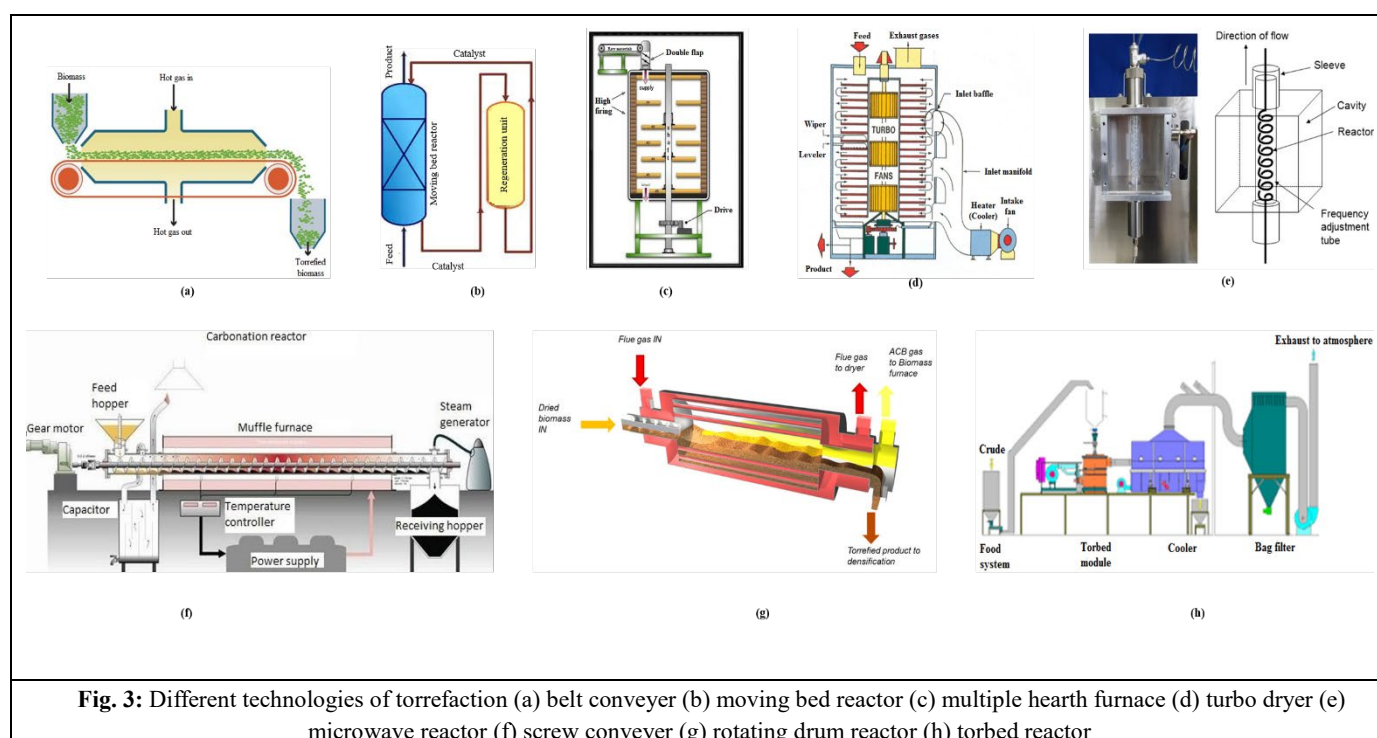 Biomass
Hot gas in
Hot gas out
Torrefied
biomass
(a)
Product
Catalyst
Moving bed reactor
Regeneration unit
Feed
Catalyst
(b)
Raw materials
Double flap
supply
High
firing
Drive
(c)
Feed
Exhaust gases
Inlet baffle
Wiper
TURBO
Leveler
FANS
Inlet manifold
Heater
(Cooler)
Intake
fan
Product
(d)
Direction of flow
Sleeve
Cavity
Reactor
Frequency
adjustment
tube
(e)
Carbonation reactor
Feed
hopper
Gear motor
Muffle furnace
Steam
generator
Capacitor
Temperature
controller
Receiving hopper
Power supply
(f)
Flue gas IN
Flue gas
to dryer
ACB gas
to Biomass
furnace
Dried
biomass
IN
Torrefied product to
densification
(g)
Exhaust to atmosphere
Crude
Food
system
Torbed
module
Cooler
Bag filter
(h)
Fig. 3: Different technologies of torrefaction (a) belt conveyer (b) moving bed reactor (c) multiple hearth furnace (d) turbo dryer (e)
microwave reactor (f) screw conveyer (g) rotating drum reactor (h) torbed reactor